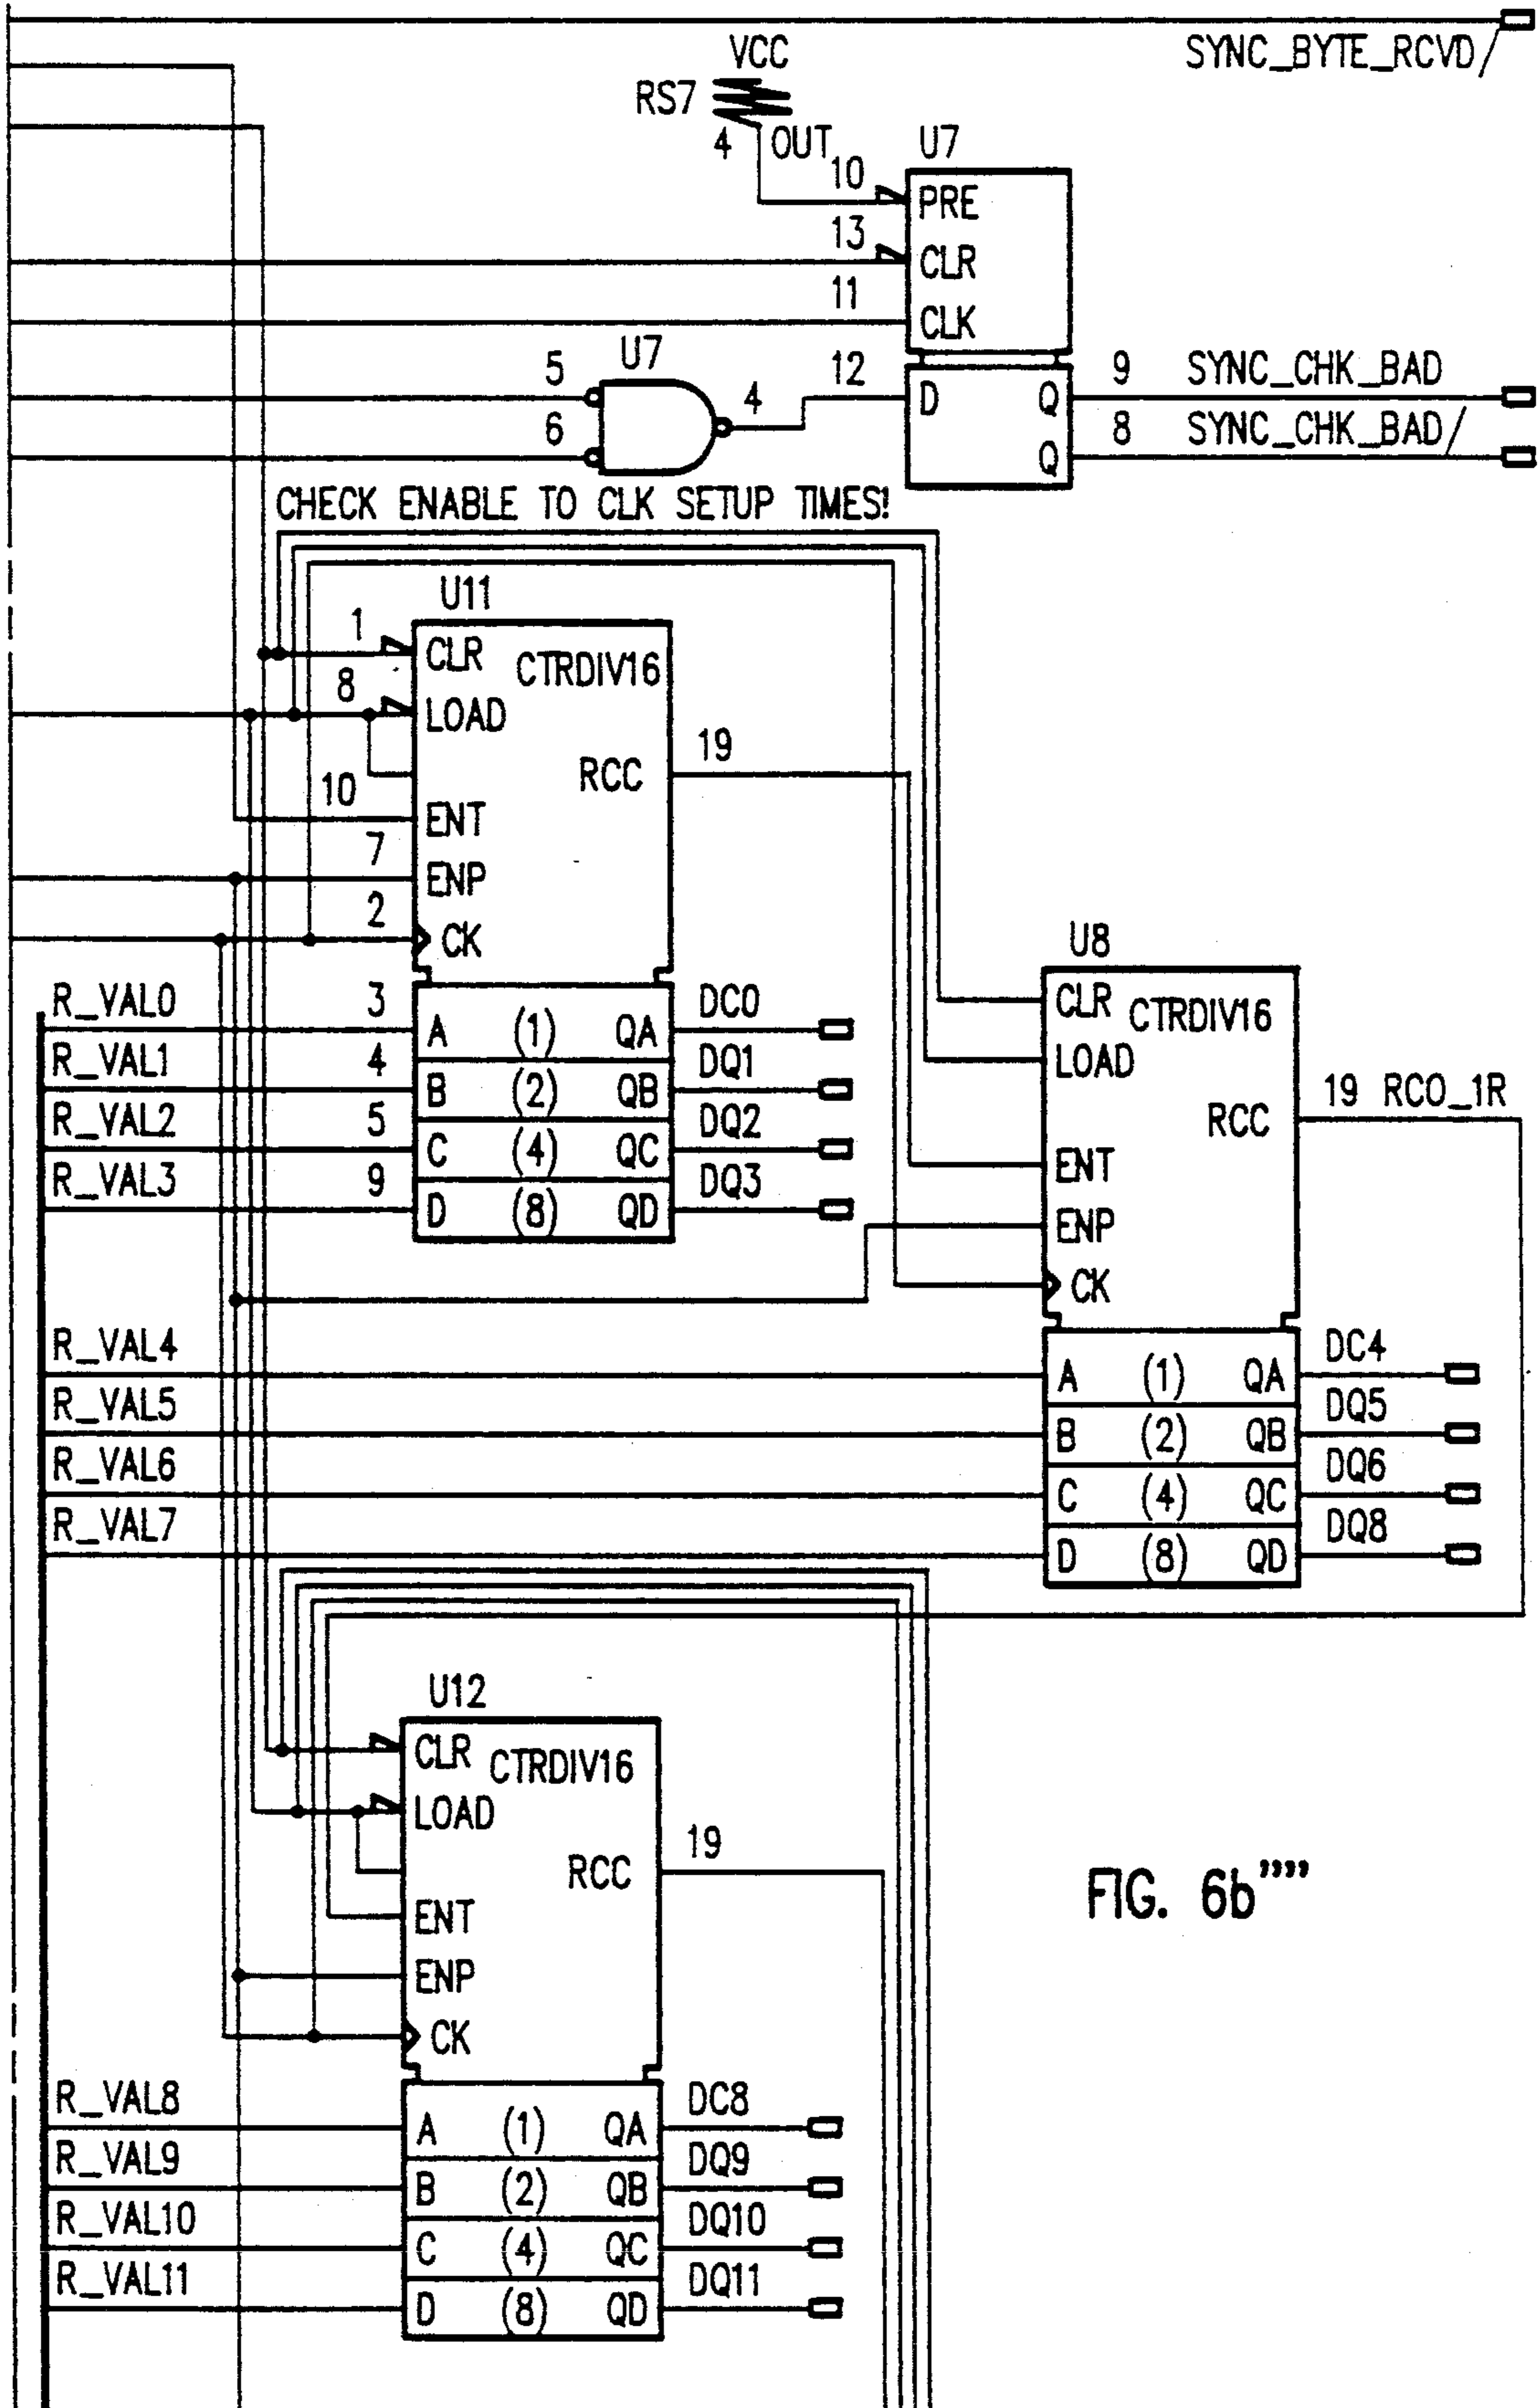 SYNC_BYTE_RCVD/
VCC
RS7
4 OUT
U7
10 PRE
13 CLR
11 CLK
U7
5
6
4
12 D
Q 9 SYNC_CHK_BAD
Q 8 SYNC_CHK_BAD/
CHECK ENABLE TO CLK SETUP TIMES!
U11
1 CLR CTRDIV16
8 LOAD
RCC 19
10 ENT
7 ENP
2 CK
R_VAL0 3 A (1) QA DC0
R_VAL1 4 B (2) QB DQ1
R_VAL2 5 C (4) QC DQ2
R_VAL3 9 D (8) QD DQ3
U8
CLR CTRDIV16
LOAD
RCC 19 RCO_1R
ENT
ENP
CK
R_VAL4 A (1) QA DC4
R_VAL5 B (2) QB DQ5
R_VAL6 C (4) QC DQ6
R_VAL7 D (8) QD DQ8
U12
CLR CTRDIV16
LOAD
RCC 19
ENT
ENP
CK
R_VAL8 A (1) QA DC8
R_VAL9 B (2) QB DQ9
R_VAL10 C (4) QC DQ10
R_VAL11 D (8) QD DQ11
FIG. 6b""